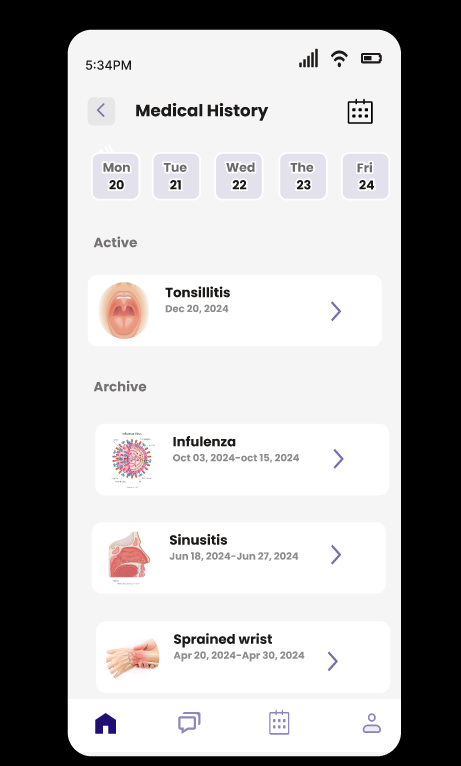 5:34PM
Medical History
Mon Tue Wed The Fri
20 21 22 23 24
Active
Tonsillitis
Dec 20, 2024
Archive
Infulenza
Oct 03, 2024-oct 15, 2024
Sinusitis
Jun 18, 2024-Jun 27, 2024
Sprained wrist
Apr 20, 2024-Apr 30, 2024